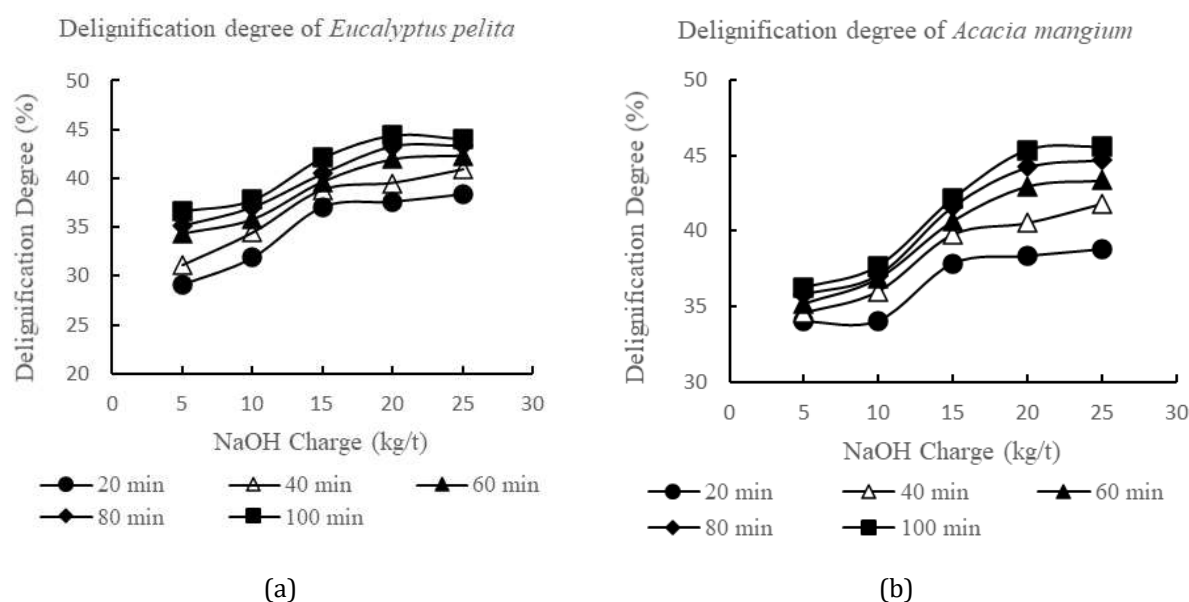 Delignification degree of Eucalyptus pelita
Delignification Degree (%)
50
45
40
35
30
25
20
0 5 10 15 20 25 30
NaOH Charge (kg/t)
20 min 40 min 60 min
80 min 100 min
(a)
Delignification degree of Acacia mangium
Delignification Degree (%)
50
45
40
35
30
0 5 10 15 20 25 30
NaOH Charge (kg/t)
20 min 40 min 60 min
80 min 100 min
(b)